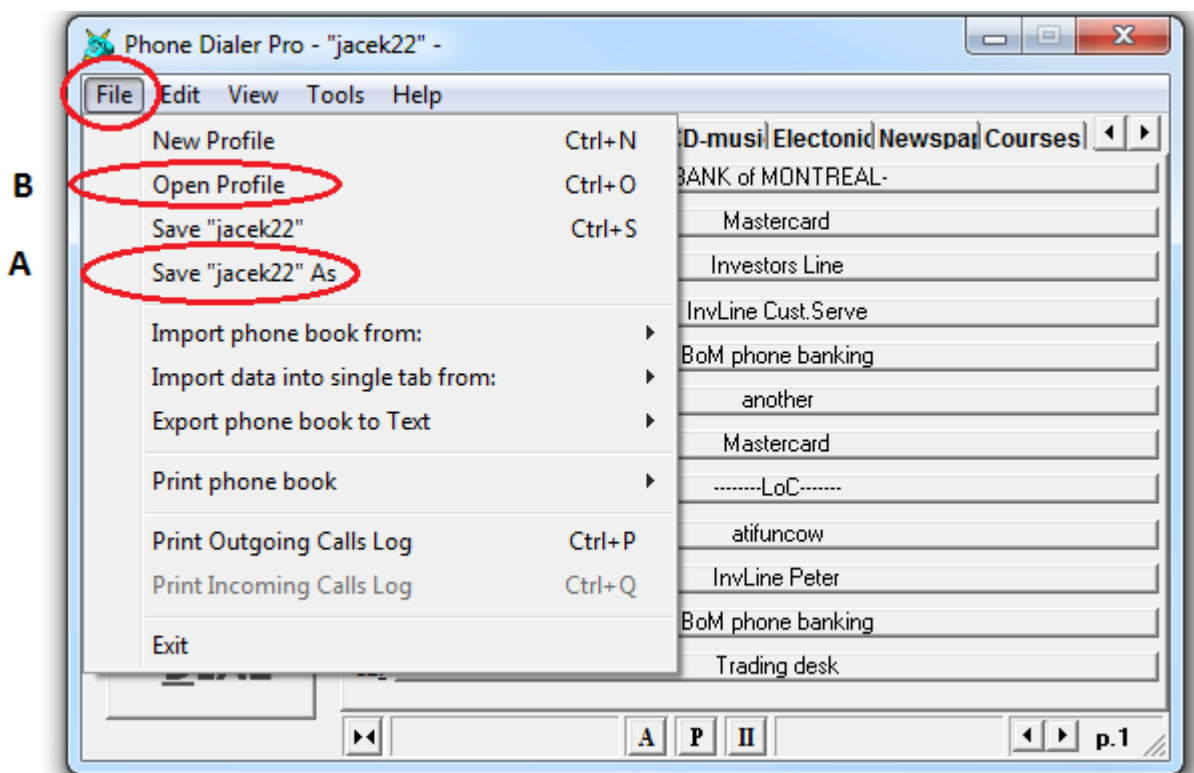 Phone Dialer Pro - "jacek22" -
File Edit View Tools Help
New Profile Ctrl+N
B Open Profile Ctrl+O
Save "jacek22" Ctrl+S
A Save "jacek22" As
Import phone book from:
Import data into single tab from:
Export phone book to Text
Print phone book
Print Outgoing Calls Log Ctrl+P
Print Incoming Calls Log Ctrl+Q
Exit
D-musi Electonic Newspap Courses
BANK of MONTREAL-
Mastercard
Investors Line
InvLine Cust.Serve
BoM phone banking
another
Mastercard
--------LoC-------
atifuncow
InvLine Peter
BoM phone banking
Trading desk
A P II p.1